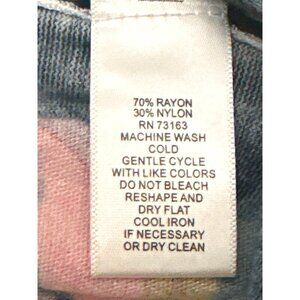 70% RAYON
30% NYLON
RN 73163
MACHINE WASH
COLD
GENTLE CYCLE
WITH LIKE COLORS
DO NOT BLEACH
RESHAPE AND
DRY FLAT
COOL IRON
IF NECESSARY
OR DRY CLEAN